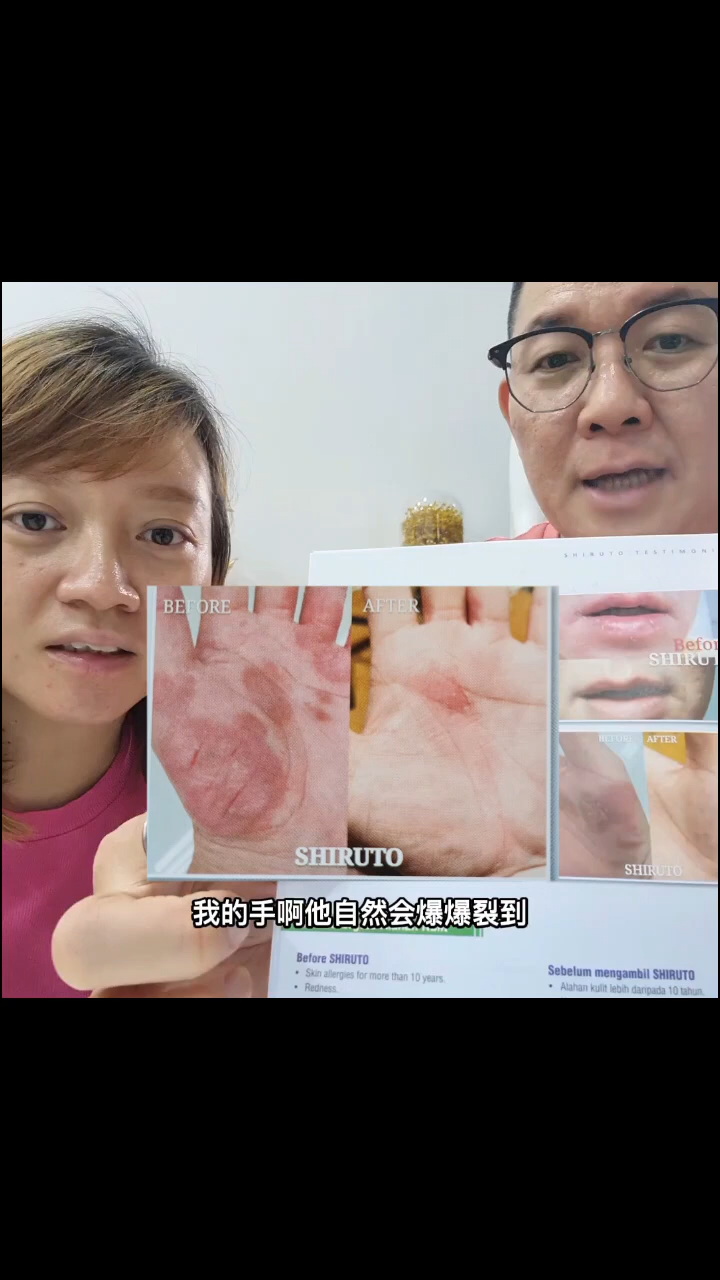 SHIRUTO TESTIMONI
BEFORE
AFTER
SHIRUTO
Before
SHIRUT
BEFORE
AFTER
SHIRUTO
我的手啊他自然会爆爆裂到
Before SHIRUTO
• Skin allergies for more than 10 years.
• Redness.
Sebelum mengambil SHIRUTO
• Alahan kulit lebih daripada 10 tahun.